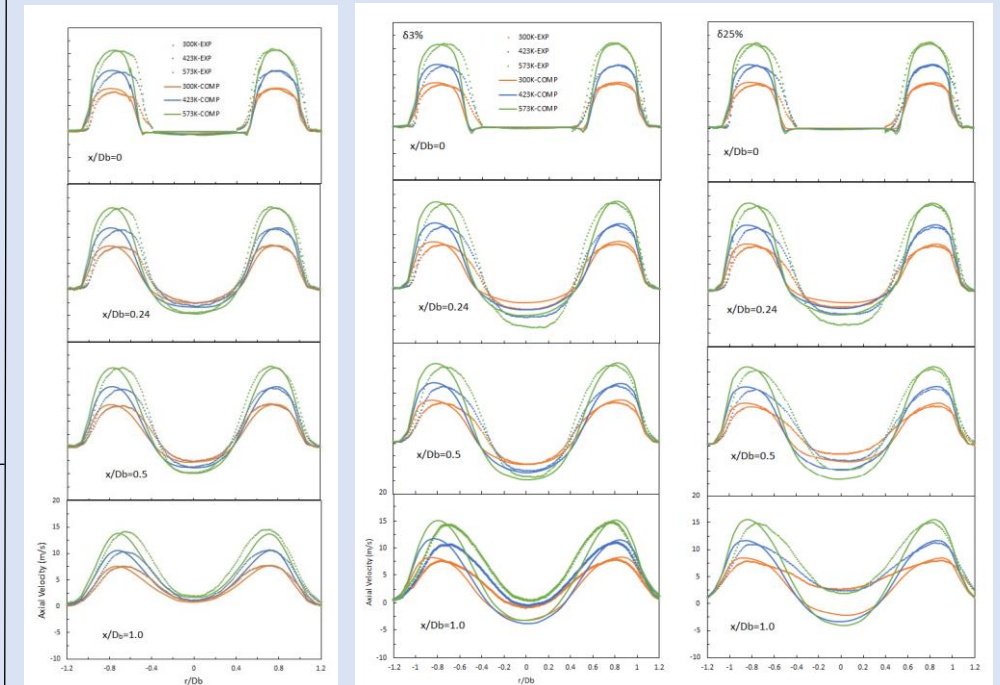 300K-EXP
423K-EXP
573K-EXP
300K-COMP
423K-COMP
573K-COMP
x/Db=0
x/Db=0.24
x/Db=0.5
20
15
10
5
0
-5
-10
Axial Velocity (m/s)
x/Db=1.0
-1.2 -0.8 -0.4 0 0.4 0.8 1.2
r/Db
δ3%
300K-EXP
423K-EXP
573K-EXP
300K-COMP
423K-COMP
573K-COMP
x/Db=0
x/Db=0.24
x/Db=0.5
20
15
10
5
0
-5
-10
Axial Velocity (m/s)
x/Db=1.0
-1.2 -1 -0.8 -0.6 -0.4 -0.2 0 0.2 0.4 0.6 0.8 1 1.2
r/Db
δ25%
x/Db=0
x/Db=0.24
x/Db=0.5
20
15
10
5
0
-5
-10
x/Db=1.0
-1.2 -1 -0.8 -0.6 -0.4 -0.2 0 0.2 0.4 0.6 0.8 1 1.2